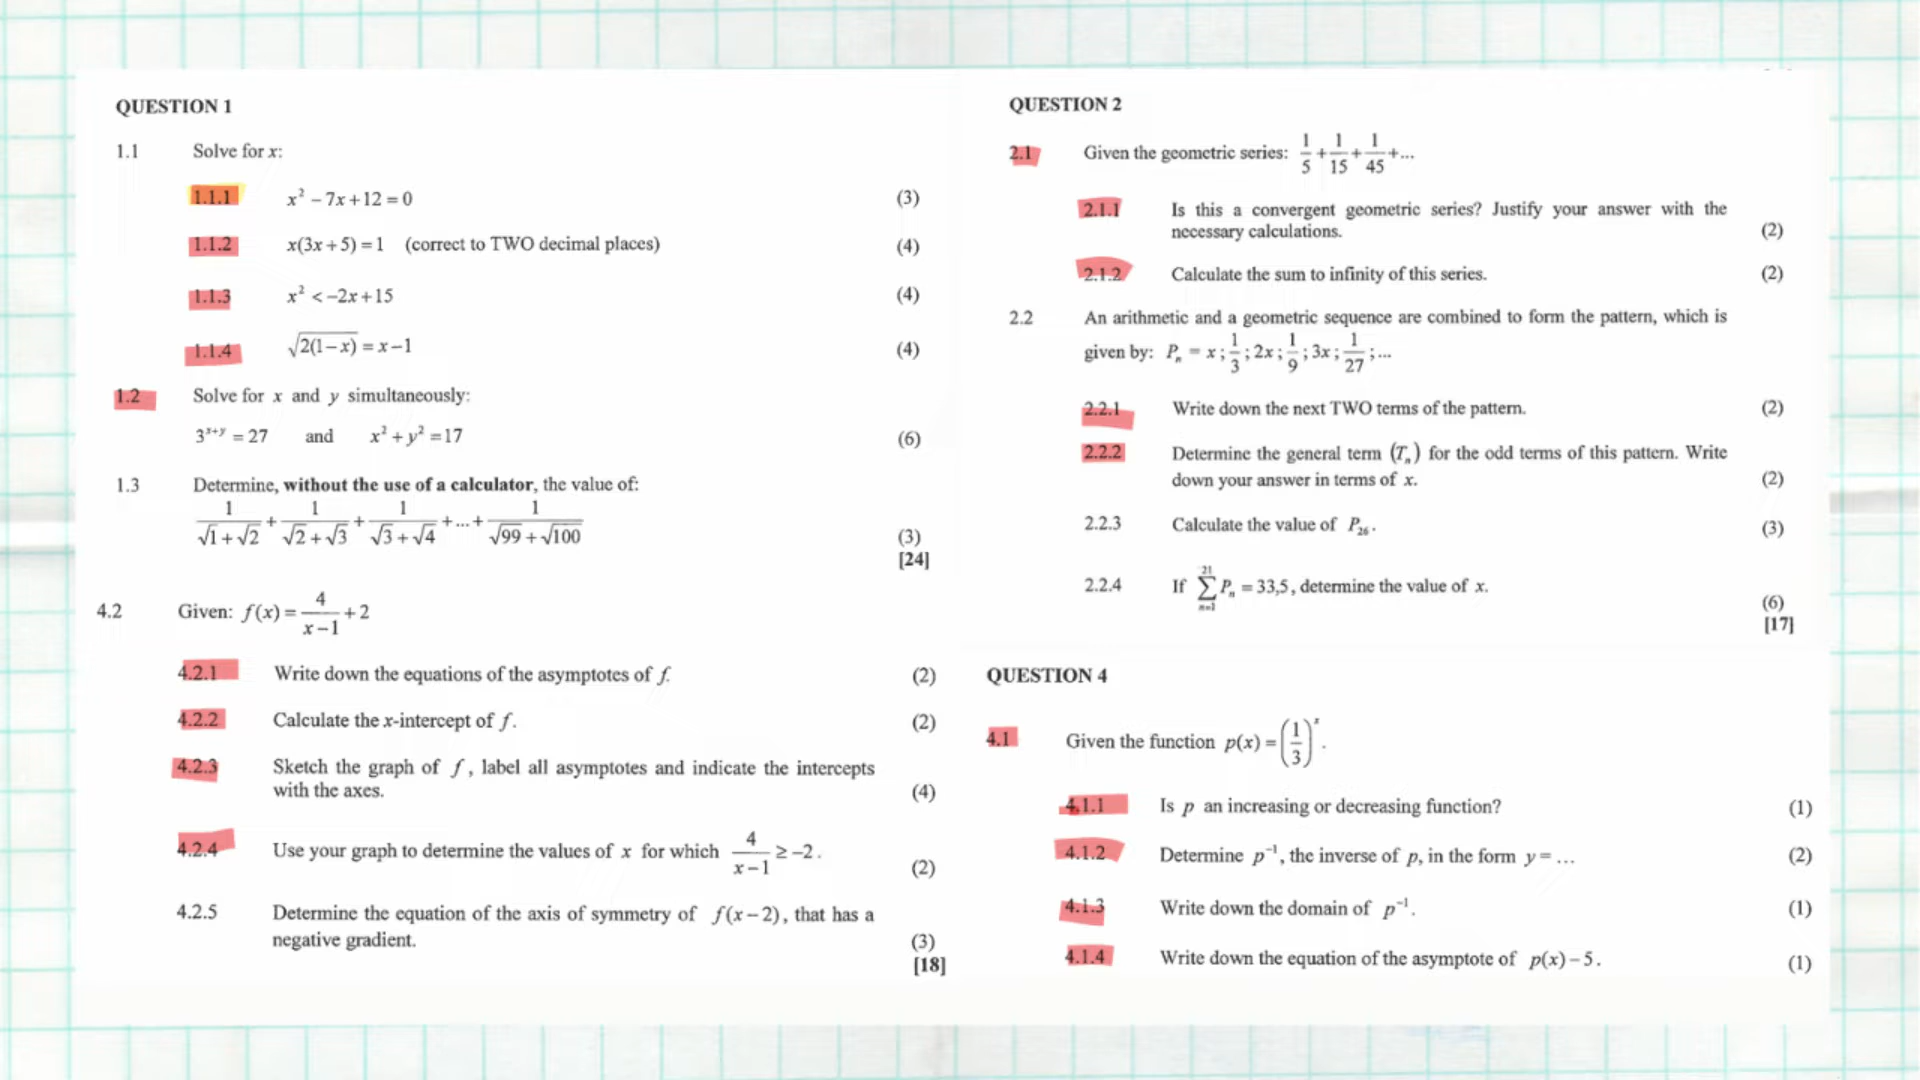 QUESTION 1
1.1 Solve for x:
1.1.1 x² − 7x + 12 = 0 (3)
1.1.2 x(3x + 5) = 1 (correct to TWO decimal places) (4)
1.1.3 x² < −2x + 15 (4)
1.1.4 √(2(1−x)) = x − 1 (4)
1.2 Solve for x and y simultaneously:
3^(x+y) = 27 and x² + y² = 17 (6)
1.3 Determine, without the use of a calculator, the value of:
1/(√1 + √2) + 1/(√2 + √3) + 1/(√3 + √4) + ... + 1/(√99 + √100) (3)
[24]
4.2 Given: f(x) = 4/(x − 1) + 2
4.2.1 Write down the equations of the asymptotes of f. (2)
4.2.2 Calculate the x-intercept of f. (2)
4.2.3 Sketch the graph of f, label all asymptotes and indicate the intercepts
with the axes. (4)
4.2.4 Use your graph to determine the values of x for which 4/(x − 1) ≥ −2. (2)
4.2.5 Determine the equation of the axis of symmetry of f(x − 2), that has a
negative gradient. (3)
[18]
QUESTION 2
2.1 Given the geometric series: 1/5 + 1/15 + 1/45 + ...
2.1.1 Is this a convergent geometric series? Justify your answer with the
necessary calculations. (2)
2.1.2 Calculate the sum to infinity of this series. (2)
2.2 An arithmetic and a geometric sequence are combined to form the pattern, which is
given by: Pₙ = x; 1/3; 2x; 1/9; 3x; 1/27; ...
2.2.1 Write down the next TWO terms of the pattern. (2)
2.2.2 Determine the general term (Tₙ) for the odd terms of this pattern. Write
down your answer in terms of x. (2)
2.2.3 Calculate the value of P₂₆. (3)
2.2.4 If ∑_(n=1)^21 Pₙ = 33,5, determine the value of x. (6)
[17]
QUESTION 4
4.1 Given the function p(x) = (1/3)^x.
4.1.1 Is p an increasing or decreasing function? (1)
4.1.2 Determine p⁻¹, the inverse of p, in the form y = ... (2)
4.1.3 Write down the domain of p⁻¹. (1)
4.1.4 Write down the equation of the asymptote of p(x) − 5. (1)